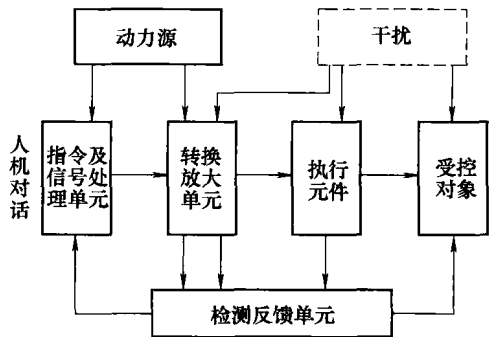 动力源
干扰
人机对话
指令及
信号处
理单元
转换
放大
单元
执行
元件
受控
对象
检测反馈单元